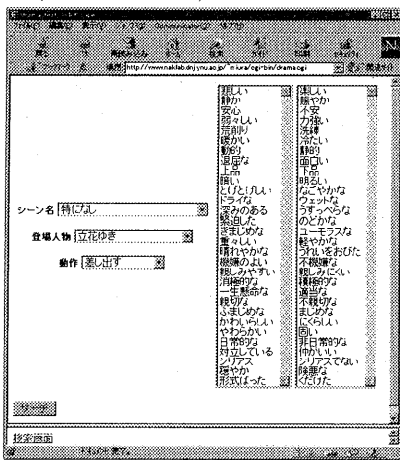 http://www.naklab.dnj.ynu.ac.jp/~miura/cgi-bin/dramacgi
悲しい 楽しい
静か 賑やか
安心 不安
弱々しい 力強い
荒削り 洗練
暖かい 冷たい
動的 静的
退屈な 面白い
上品 下品
暗い 明るい
とげとげしい なごやかな
ドライな ウェットな
深みのある うすっぺらな
緊迫した のどかな
きまじめな ユーモラスな
重々しい 軽やかな
晴れやかな うれいをおびた
機嫌のよい 不機嫌な
親しみやすい 親しみにくい
消極的な 積極的な
一生懸命な 適当な
親切な 不親切な
ふまじめな まじめな
かわいらしい にくらしい
やわらかい 固い
日常的な 非日常的な
対立している 仲がいい
シリアス シリアスでない
穏やか 険悪な
形式ばった くだけた
シーン名 特になし
登場人物 立花ゆき
動作 差し出す
サーチ
検索画面